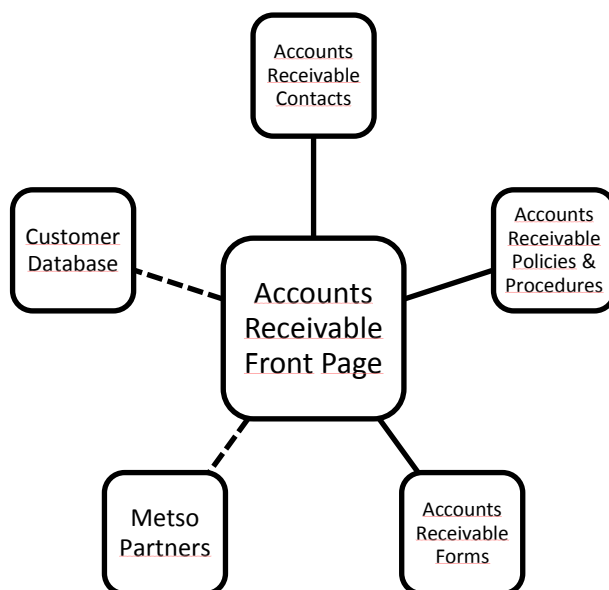 Accounts
Receivable
Contacts
Customer
Database
Accounts
Receivable
Policies &
Procedures
Accounts
Receivable
Front Page
Metso
Partners
Accounts
Receivable
Forms